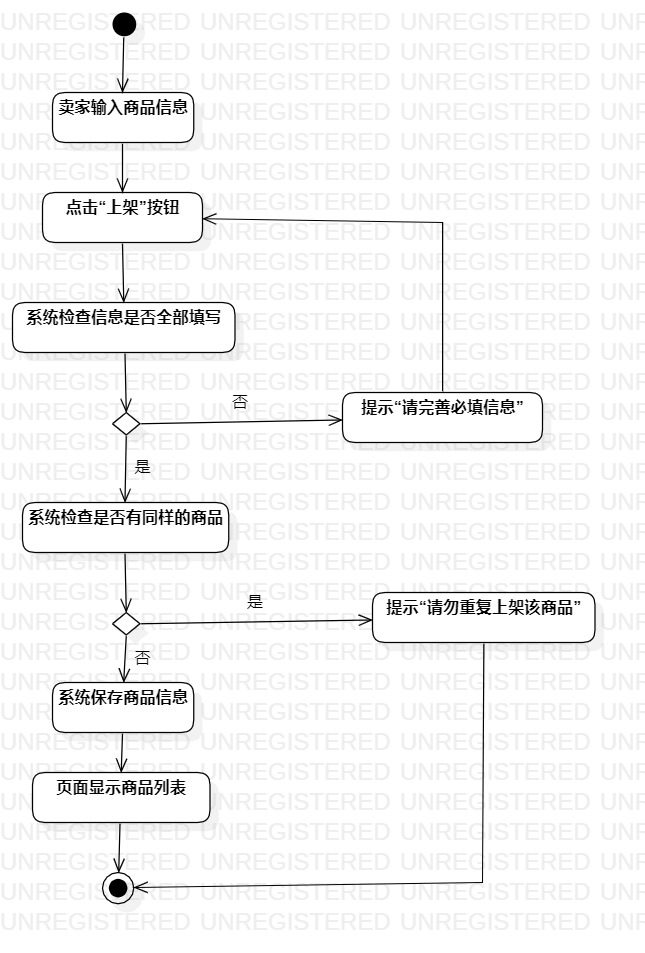 卖家输入商品信息
点击“上架”按钮
系统检查信息是否全部填写
否
提示“请完善必填信息”
是
系统检查是否有同样的商品
是
提示“请勿重复上架该商品”
否
系统保存商品信息
页面显示商品列表
UNREGISTERED